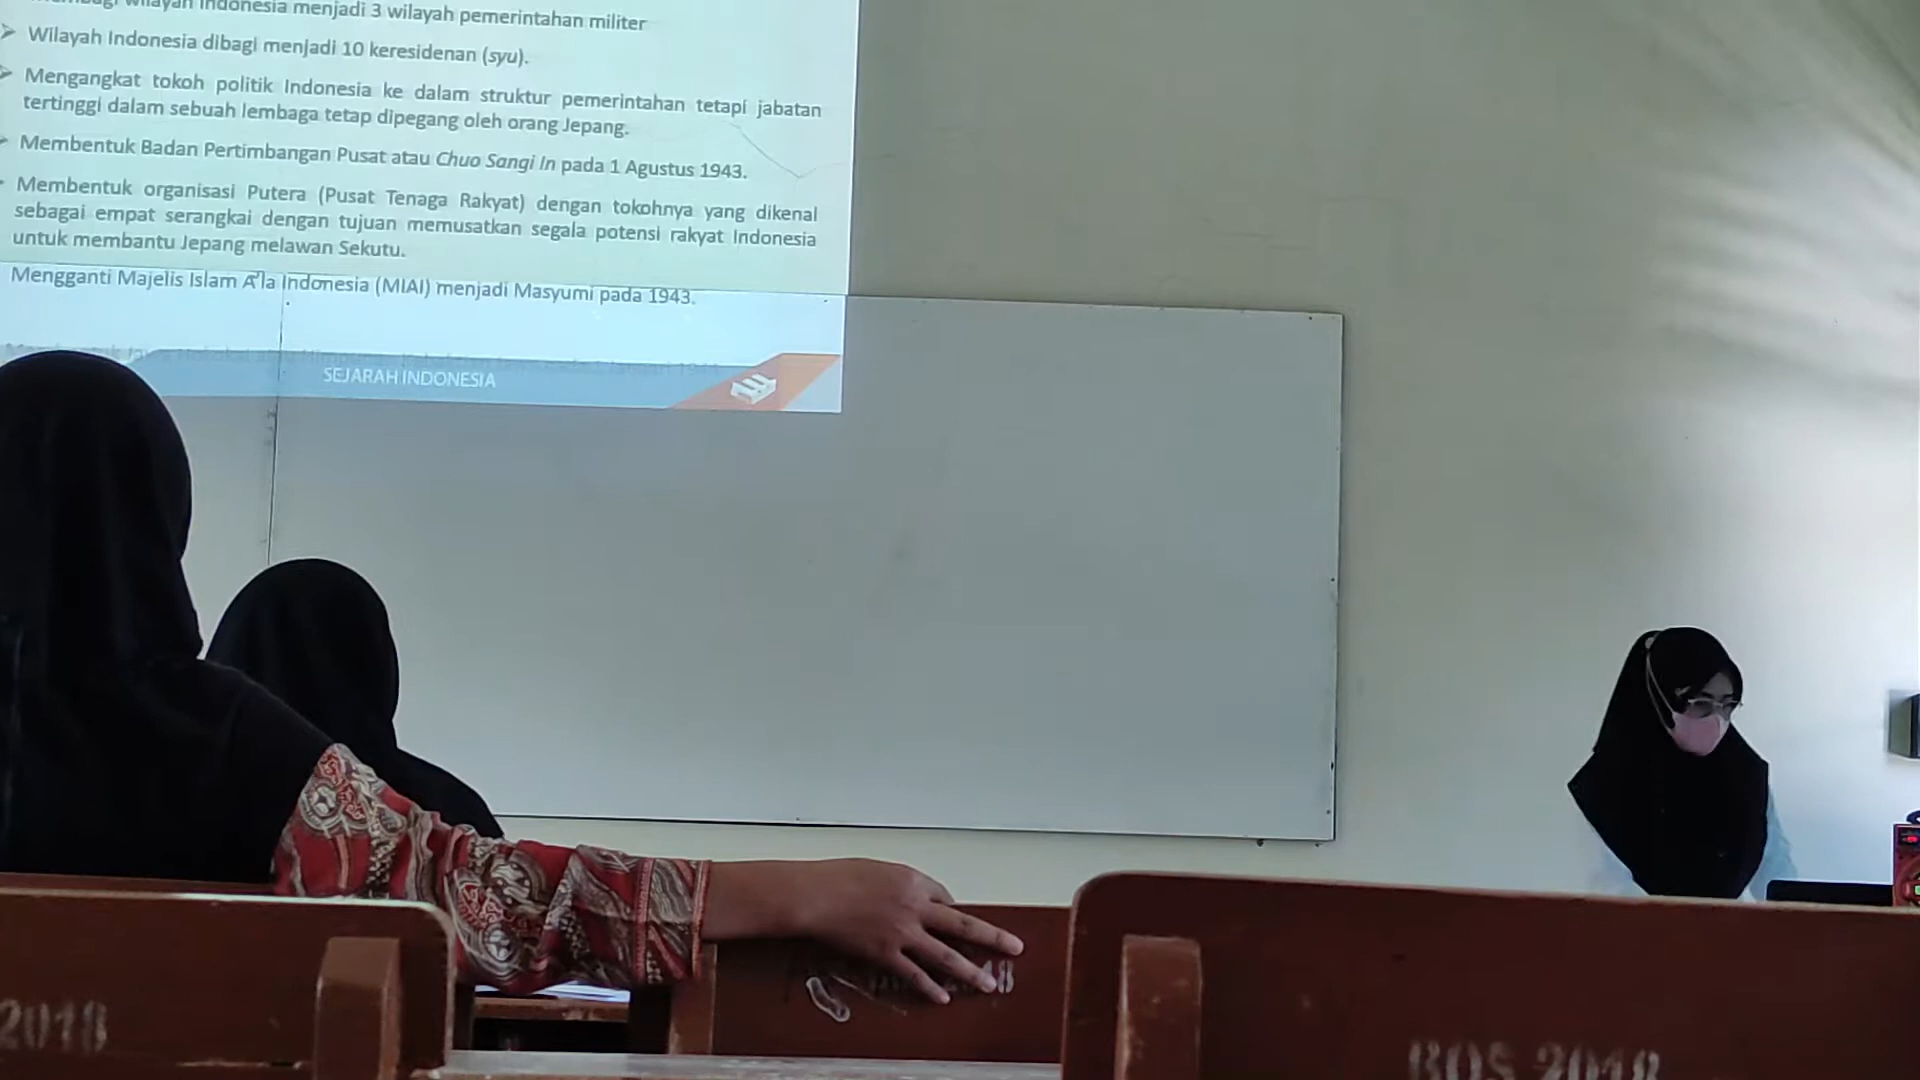 wilayah Indonesia menjadi 3 wilayah pemerintahan militer
Wilayah Indonesia dibagi menjadi 10 keresidenan (syu).
Mengangkat tokoh politik Indonesia ke dalam struktur pemerintahan tetapi jabatan
tertinggi dalam sebuah lembaga tetap dipegang oleh orang Jepang.
Membentuk Badan Pertimbangan Pusat atau Chuo Sangi In pada 1 Agustus 1943.
Membentuk organisasi Putera (Pusat Tenaga Rakyat) dengan tokohnya yang dikenal
sebagai empat serangkai dengan tujuan memusatkan segala potensi rakyat Indonesia
untuk membantu Jepang melawan Sekutu.
Mengganti Majelis Islam A'la Indonesia (MIAI) menjadi Masyumi pada 1943.
SEJARAH INDONESIA
2018
18
BOS 2018